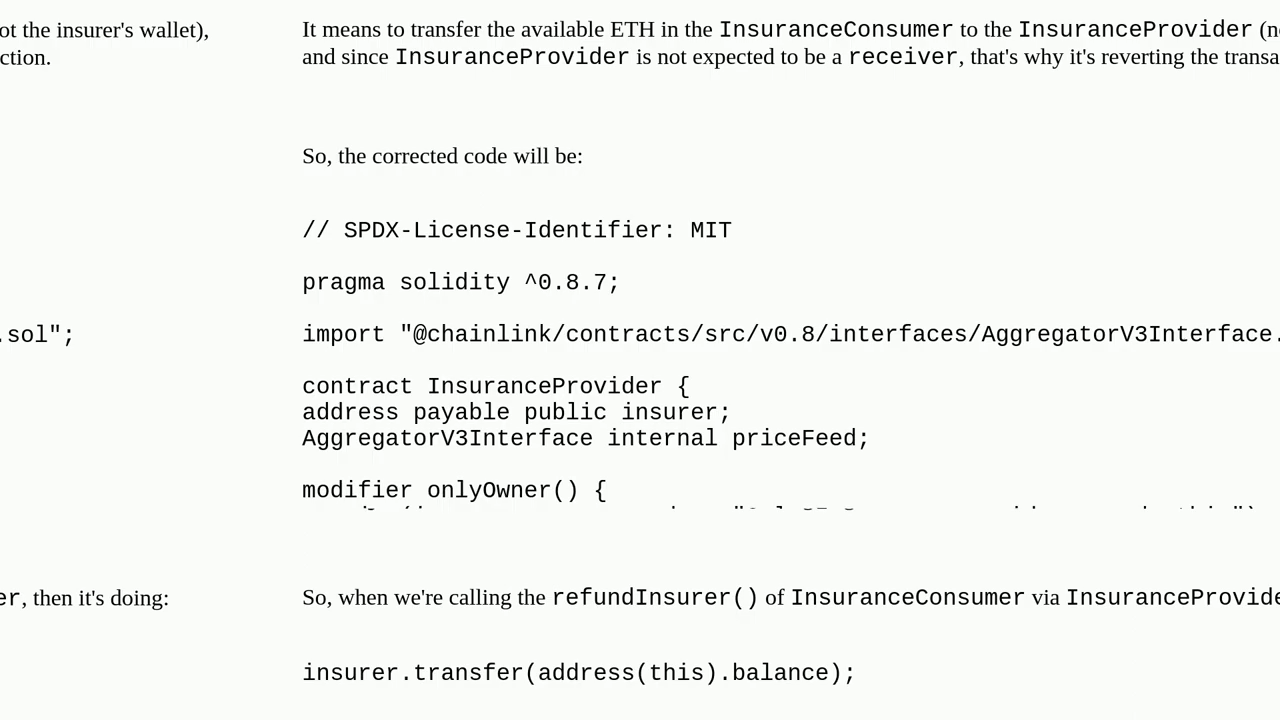 ot the insurer's wallet), It means to transfer the available ETH in the InsuranceConsumer to the InsuranceProvider (n
ction. and since InsuranceProvider is not expected to be a receiver, that's why it's reverting the transa
So, the corrected code will be:
// SPDX-License-Identifier: MIT
pragma solidity ^0.8.7;
.sol"; import "@chainlink/contracts/src/v0.8/interfaces/AggregatorV3Interface.
contract InsuranceProvider {
address payable public insurer;
AggregatorV3Interface internal priceFeed;
modifier onlyOwner() {
er, then it's doing: So, when we're calling the refundInsurer() of InsuranceConsumer via InsuranceProvide
insurer.transfer(address(this).balance);